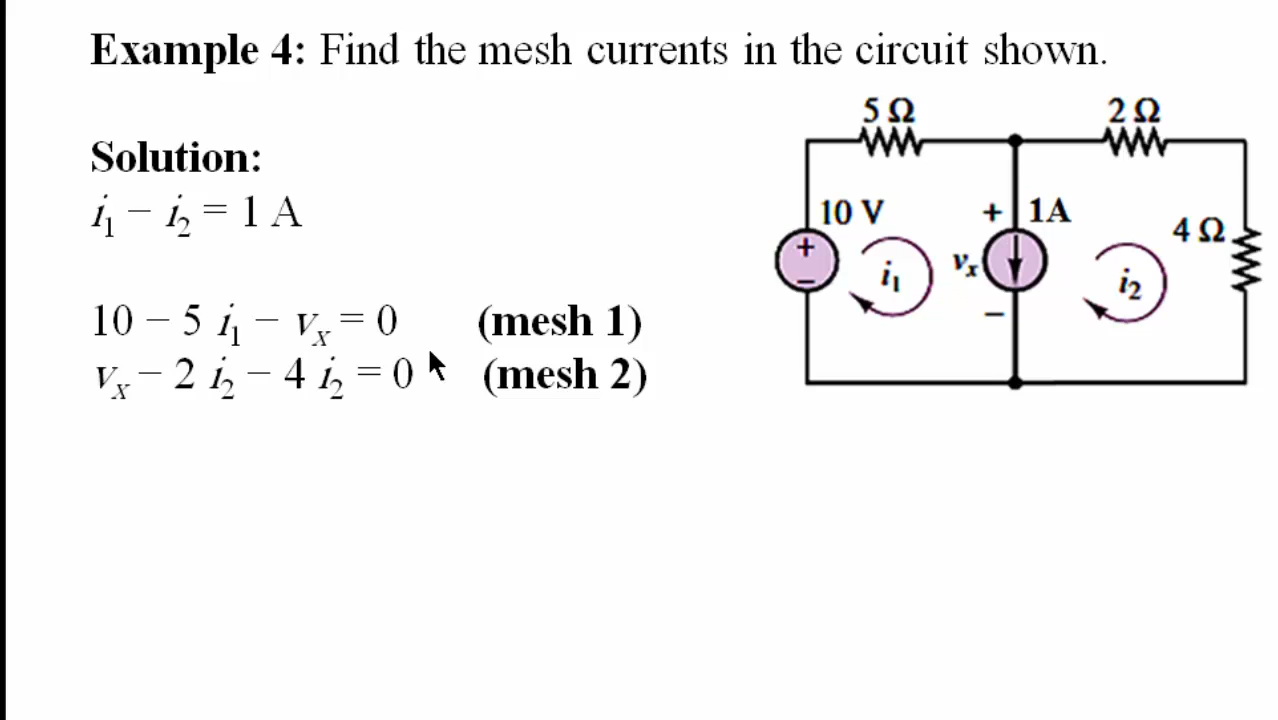 Example 4: Find the mesh currents in the circuit shown.
Solution:
i₁ − i₂ = 1 A
10 − 5 i₁ − vₓ = 0 (mesh 1)
vₓ − 2 i₂ − 4 i₂ = 0 (mesh 2)
5 Ω 2 Ω
10 V + 1A 4 Ω
+ − i₁ vₓ i₂
−